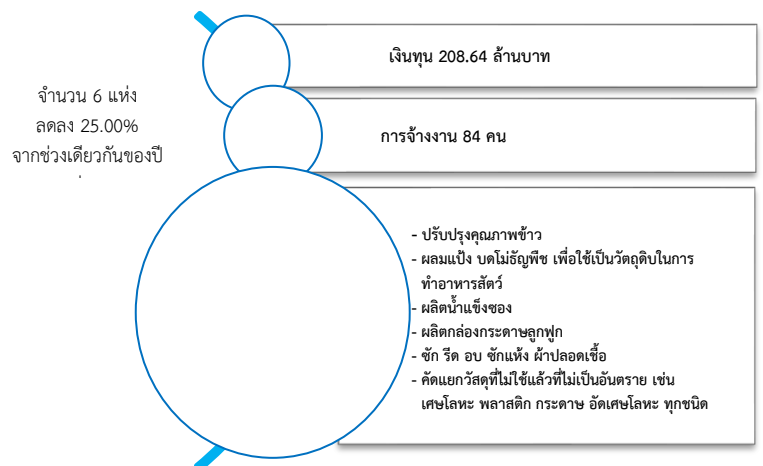 จำนวน 6 แห่ง
ลดลง 25.00%
จากช่วงเดียวกันของปี
เงินทุน 208.64 ล้านบาท
การจ้างงาน 84 คน
- ปรับปรุงคุณภาพข้าว
- ผลมแป้ง บดโม่ธัญพืช เพื่อใช้เป็นวัตถุดิบในการ
ทำอาหารสัตว์
- ผลิตน้ำแข็งซอง
- ผลิตกล่องกระดาษลูกฟูก
- ซัก รีด อบ ซักแห้ง ผ้าปลอดเชื้อ
- คัดแยกวัสดุที่ไม่ใช้แล้วที่ไม่เป็นอันตราย เช่น
เศษโลหะ พลาสติก กระดาษ อัดเศษโลหะ ทุกชนิด